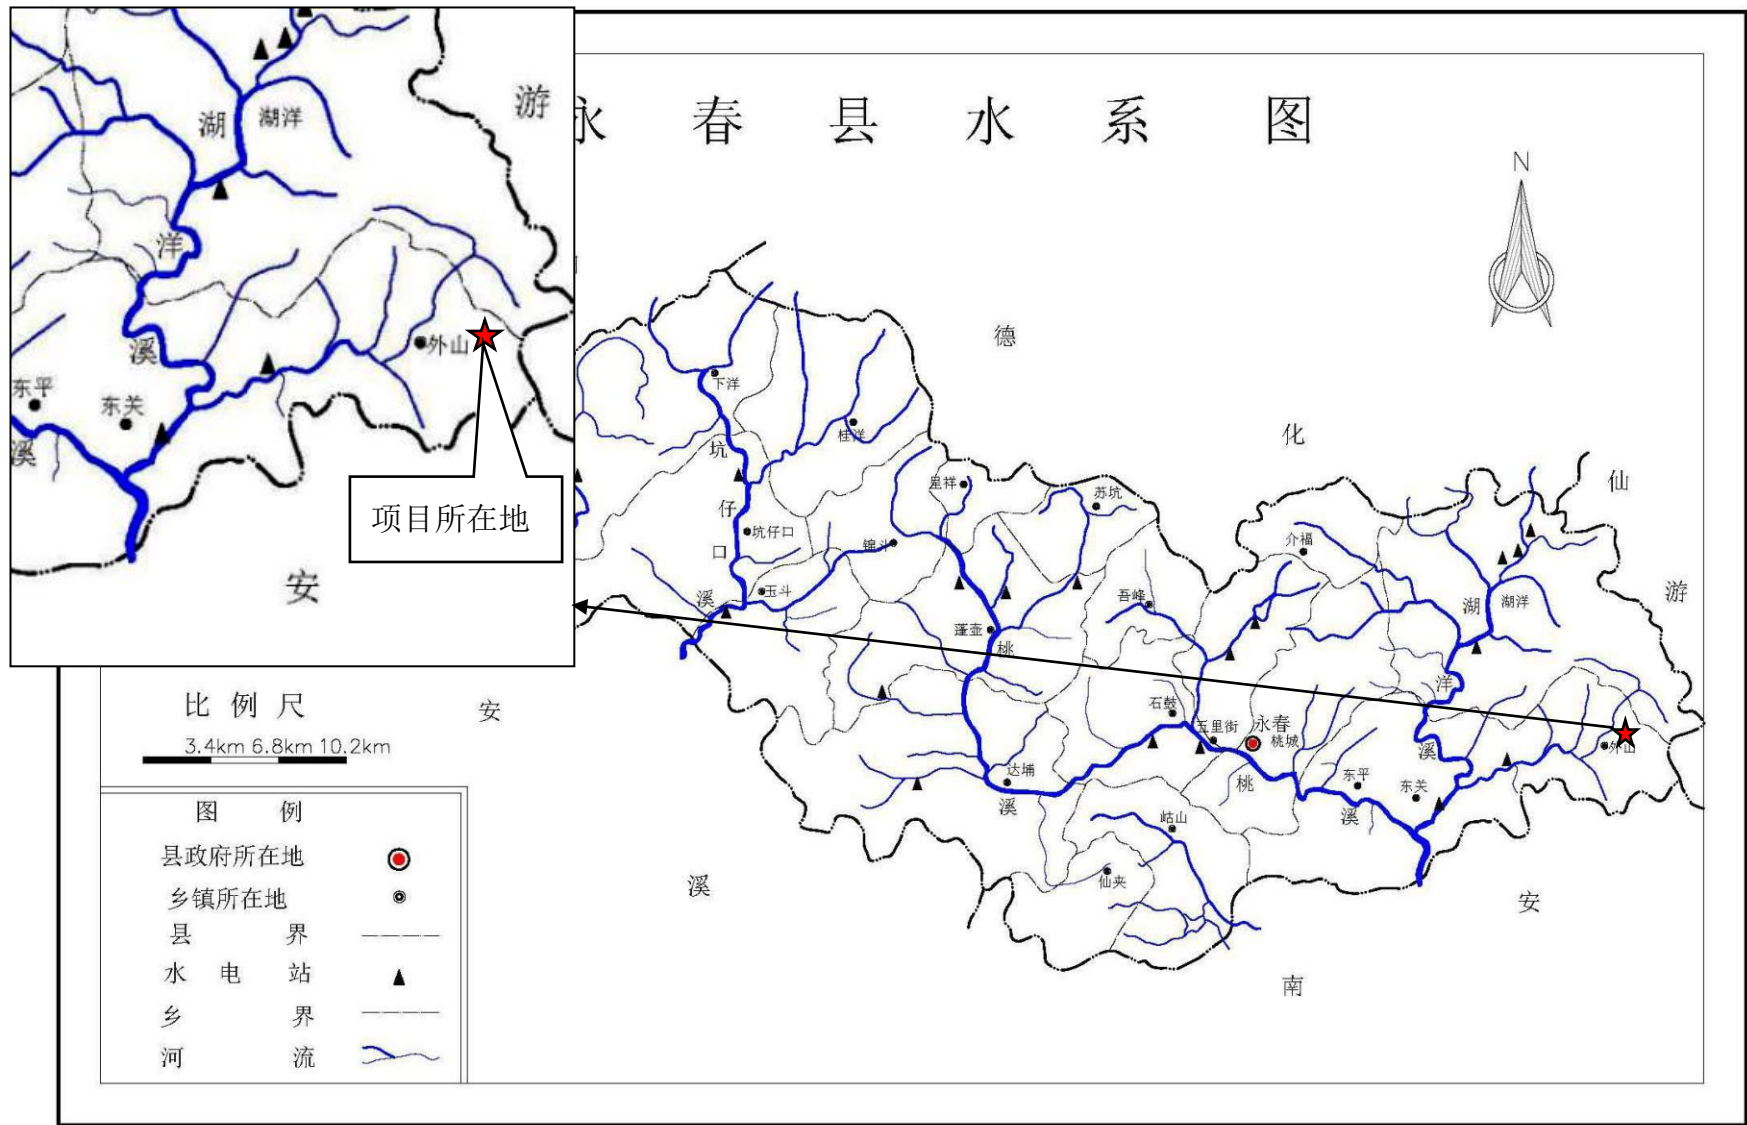 永春县水系图
N
游
湖
湖洋
洋
溪
外山
东平
东关
溪
项目所在地
安
德
化
仙
游
下洋
桂洋
坑
仔
口
溪
坑仔口
玉斗
锦斗
呈祥
苏坑
蓬壶
桃
吾峰
介福
湖
湖洋
洋
溪
石鼓
五里街
永春
桃城
外山
达埔
溪
桃
东平
东关
溪
岵山
仙夹
安
溪
南
安
比例尺
3.4km 6.8km 10.2km
图例
县政府所在地
乡镇所在地
县界
水电站
乡界
河流